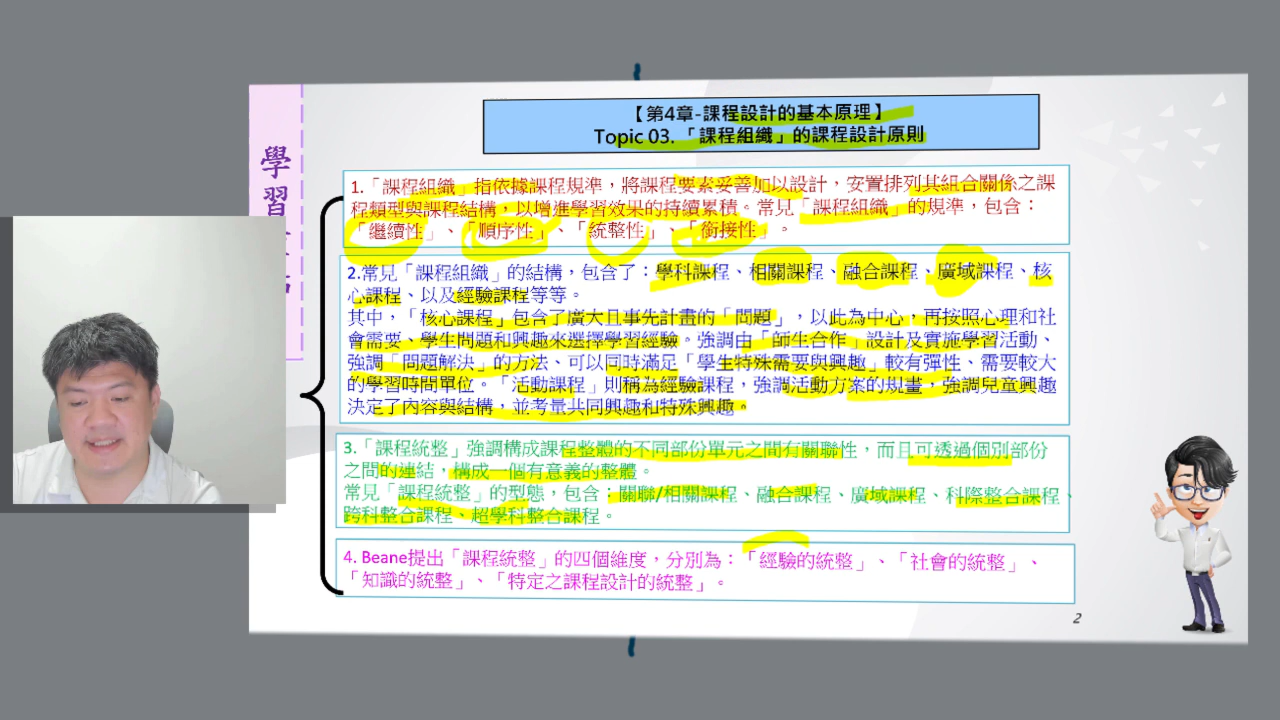 【第4章-課程設計的基本原理】
Topic 03.「課程組織」的課程設計原則
學
習
1.「課程組織」指依據課程規準，將課程要素妥善加以設計，安置排列其組合關係之課
程類型與課程結構，以增進學習效果的持續累積。常見「課程組織」的規準，包含：
「繼續性」、「順序性」、「統整性」、「銜接性」。
2.常見「課程組織」的結構，包含了：學科課程、相關課程、融合課程、廣域課程、核
心課程、以及經驗課程等等。
其中，「核心課程」包含了廣大且事先計畫的「問題」，以此為中心，再按照心理和社
會需要、學生問題和興趣來選擇學習經驗。強調由「師生合作」設計及實施學習活動、
強調「問題解決」的方法、可以同時滿足「學生特殊需要與興趣」較有彈性、需要較大
的學習時間單位。「活動課程」則稱為經驗課程，強調活動方案的規畫，強調兒童興趣
決定了內容與結構，並考量共同興趣和特殊興趣。
3.「課程統整」強調構成課程整體的不同部份單元之間有關聯性，而且可透過個別部份
之間的連結，構成一個有意義的整體。
常見「課程統整」的型態，包含：關聯/相關課程、融合課程、廣域課程、科際整合課程、
跨科整合課程、超學科整合課程。
4. Beane提出「課程統整」的四個維度，分別為：「經驗的統整」、「社會的統整」、
「知識的統整」、「特定之課程設計的統整」。
2